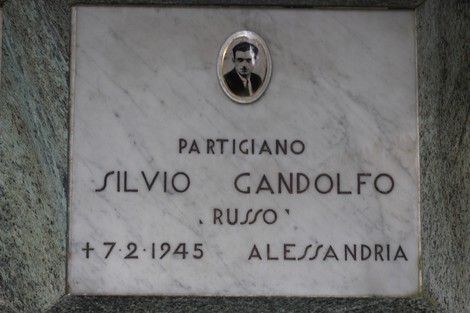 PARTIGIANO
SILVIO GANDOLFO
"RUSSO"
+ 7·2·1945 ALESSANDRIA